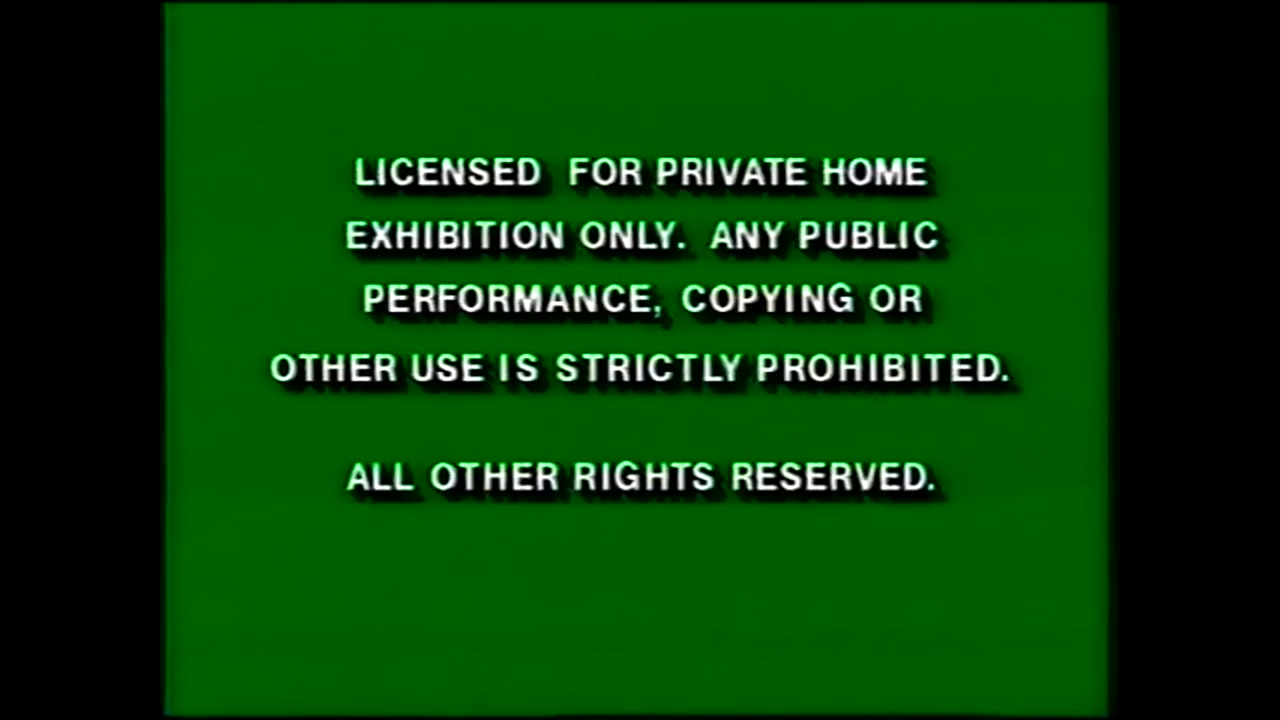 LICENSED FOR PRIVATE HOME
EXHIBITION ONLY. ANY PUBLIC
PERFORMANCE, COPYING OR
OTHER USE IS STRICTLY PROHIBITED.
ALL OTHER RIGHTS RESERVED.